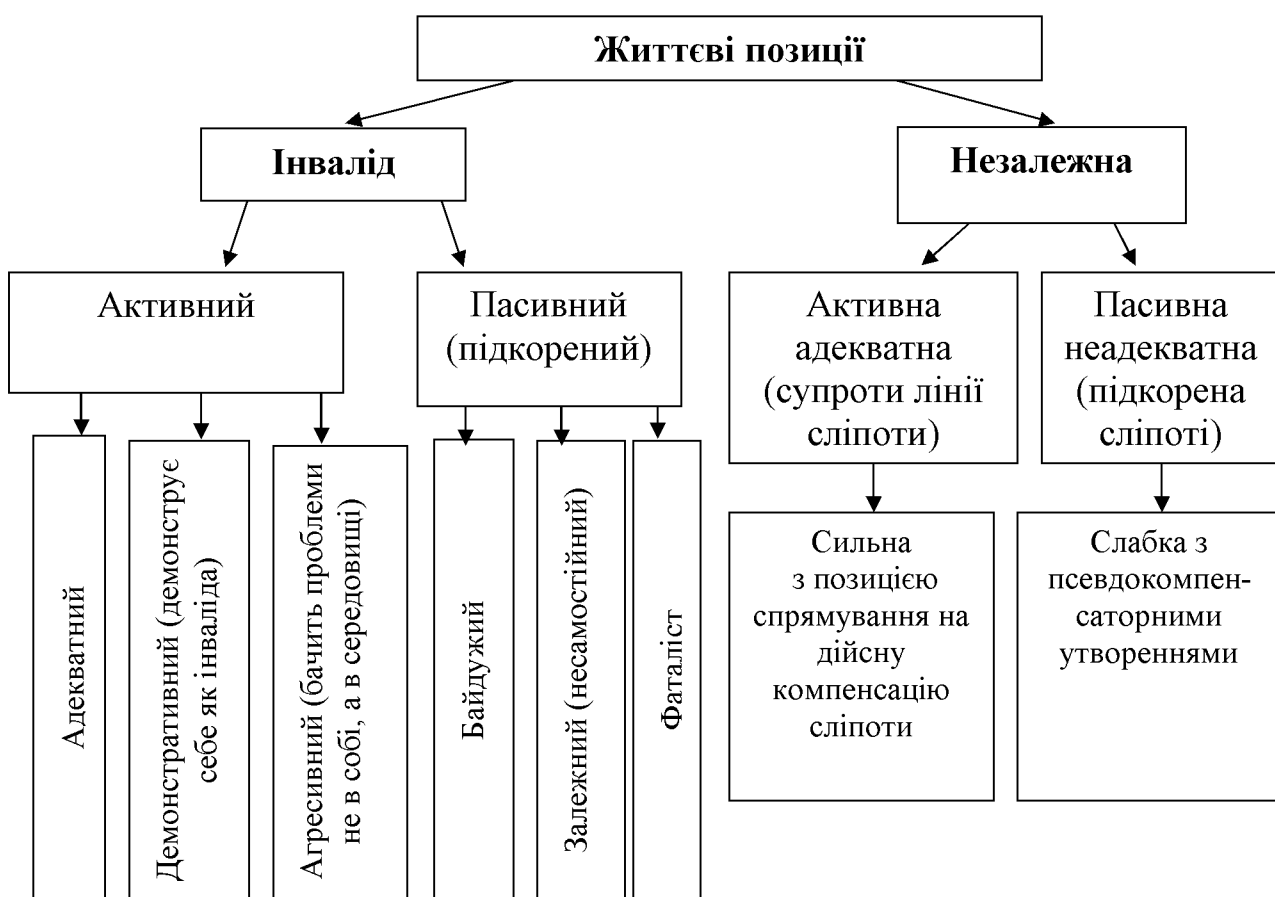 Життєві позиції
Інвалід
Незалежна
Активний
Пасивний
(підкорений)
Активна
адекватна
(супроти лінії
сліпоти)
Пасивна
неадекватна
(підкорена
сліпоті)
Адекватний
Демонстративний (демонструє
себе як інваліда)
Агресивний (бачить проблеми
не в собі, а в середовищі)
Байдужий
Залежний (несамостійний)
Фаталіст
Сильна
з позицією
спрямування на
дійсну
компенсацію
сліпоти
Слабка з
псевдокомпен-
саторними
утвореннями